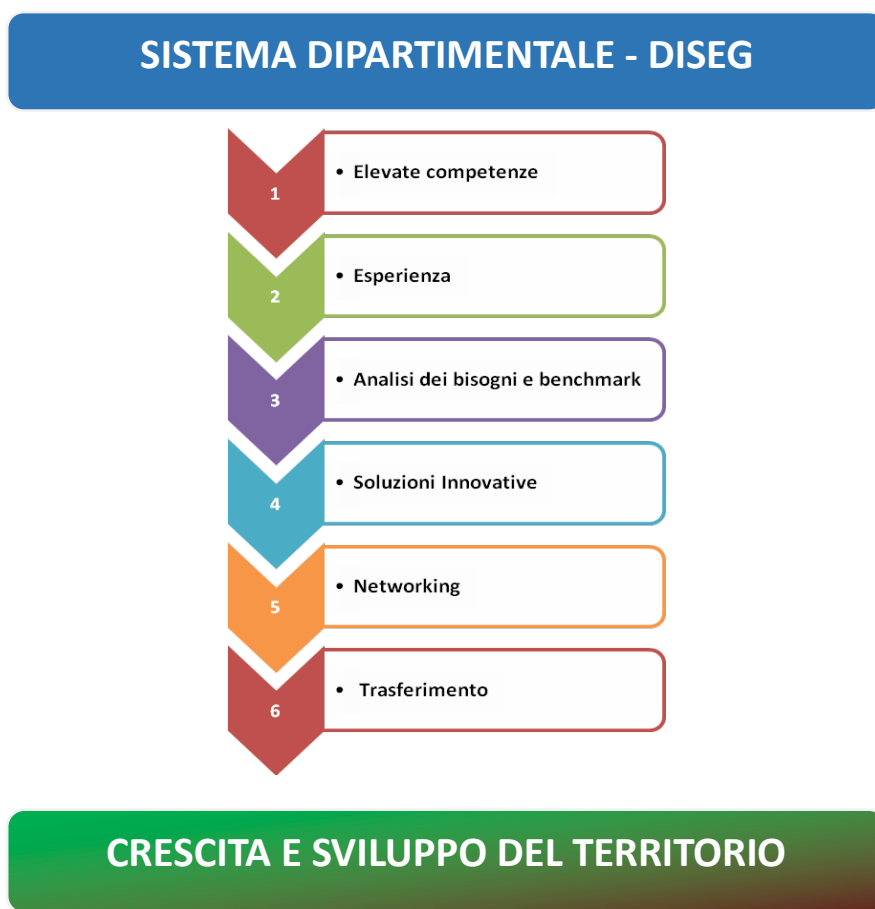 SISTEMA DIPARTIMENTALE - DISEG
1
• Elevate competenze
2
• Esperienza
3
• Analisi dei bisogni e benchmark
4
• Soluzioni Innovative
5
• Networking
6
• Trasferimento
CRESCITA E SVILUPPO DEL TERRITORIO